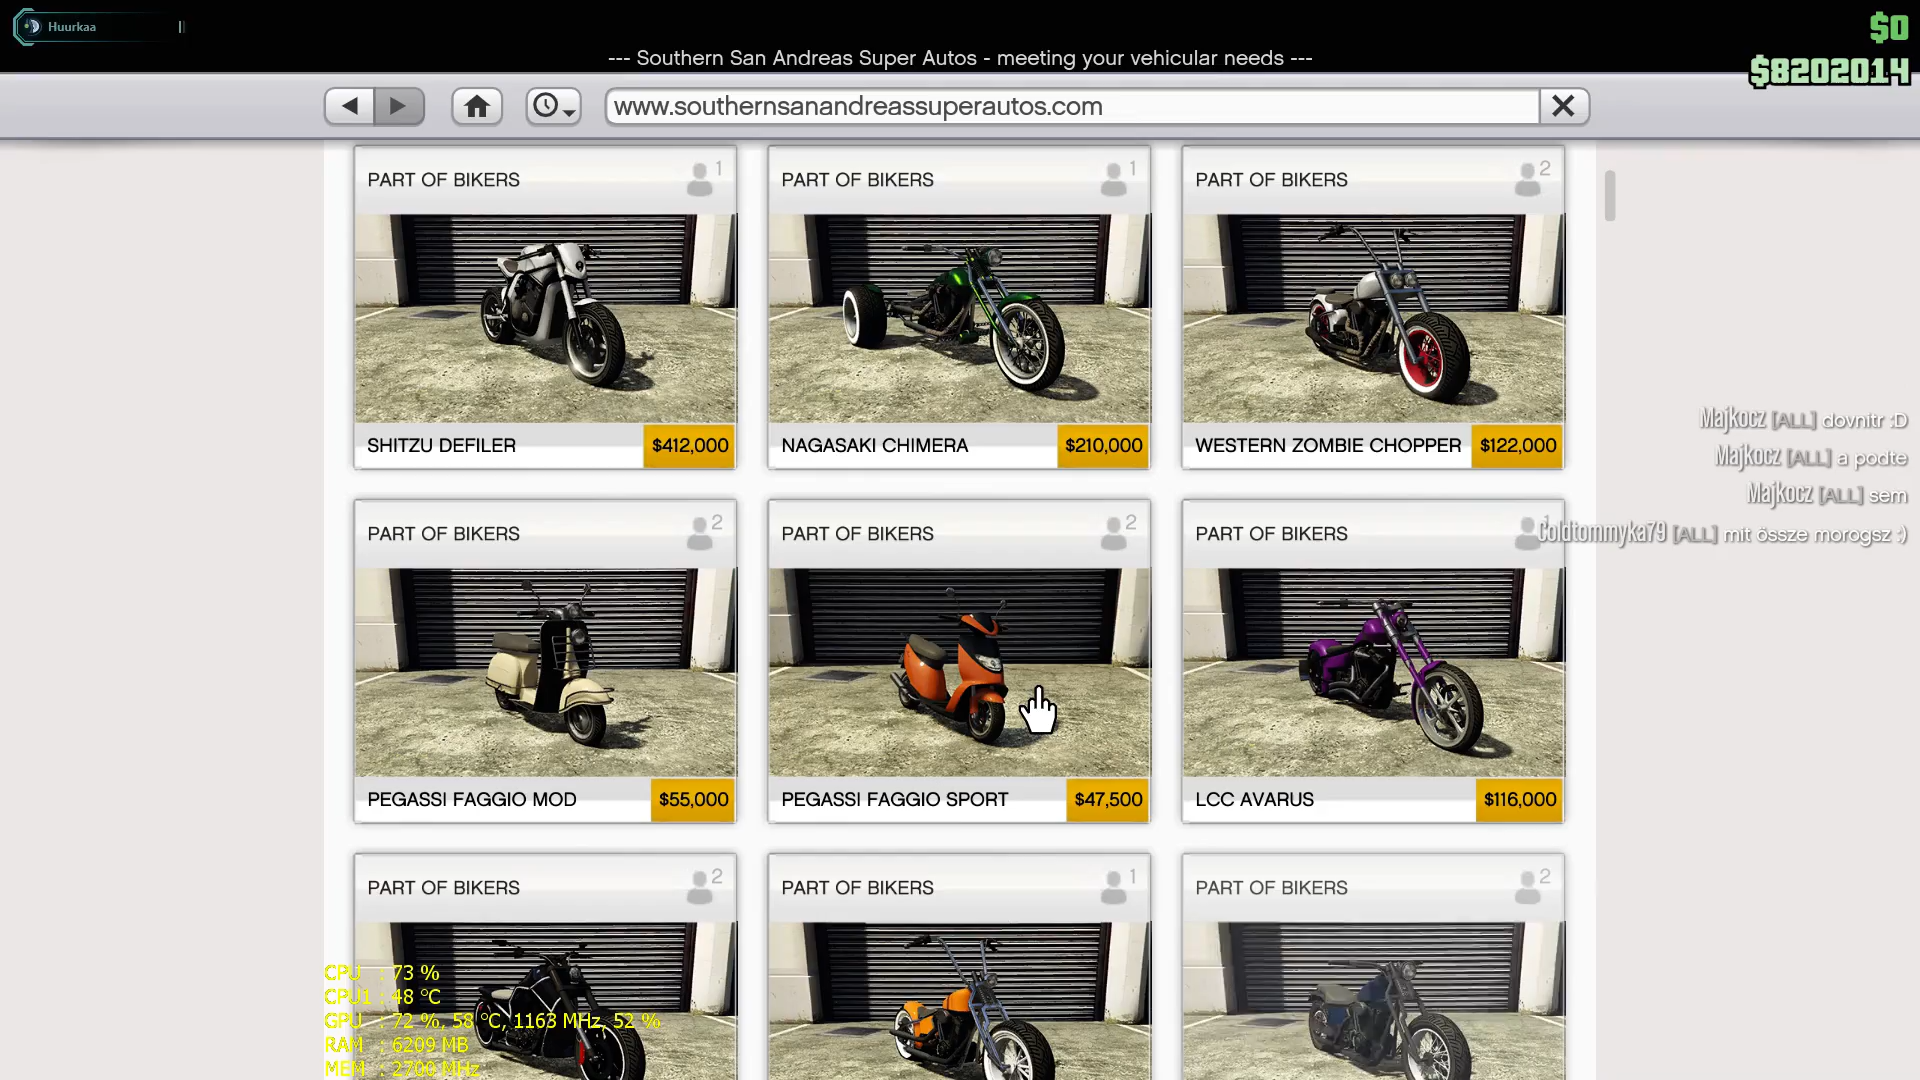 Huurkaa
$0
--- Southern San Andreas Super Autos - meeting your vehicular needs ---
$8202014
www.southernsanandreassuperautos.com
PART OF BIKERS 1
PART OF BIKERS 1
PART OF BIKERS 2
SHITZU DEFILER $412,000
NAGASAKI CHIMERA $210,000
WESTERN ZOMBIE CHOPPER $122,000
Majkocz [ALL] dovnitr :D
Majkocz [ALL] a podte
Majkocz [ALL] sem
Coldtommyka79 [ALL] mit össze morogsz :)
PART OF BIKERS 2
PART OF BIKERS 2
PART OF BIKERS 1
PEGASSI FAGGIO MOD $55,000
PEGASSI FAGGIO SPORT $47,500
LCC AVARUS $116,000
PART OF BIKERS 2
PART OF BIKERS 1
PART OF BIKERS 2
CPU : 73 %
CPU1 : 48 °C
GPU : 72 %, 58 °C, 1163 MHz, 52 %
RAM : 6209 MB
MEM : 2700 MHz